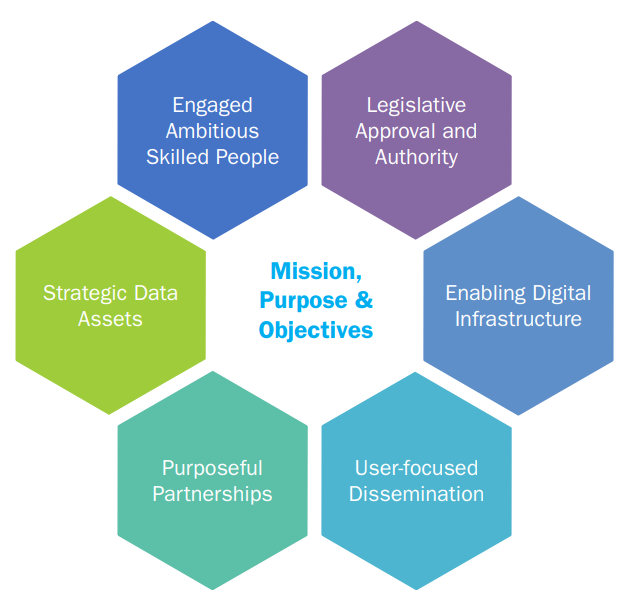 Engaged
Ambitious
Skilled People
Legislative
Approval and
Authority
Strategic Data
Assets
Mission,
Purpose &
Objectives
Enabling Digital
Infrastructure
Purposeful
Partnerships
User-focused
Dissemination